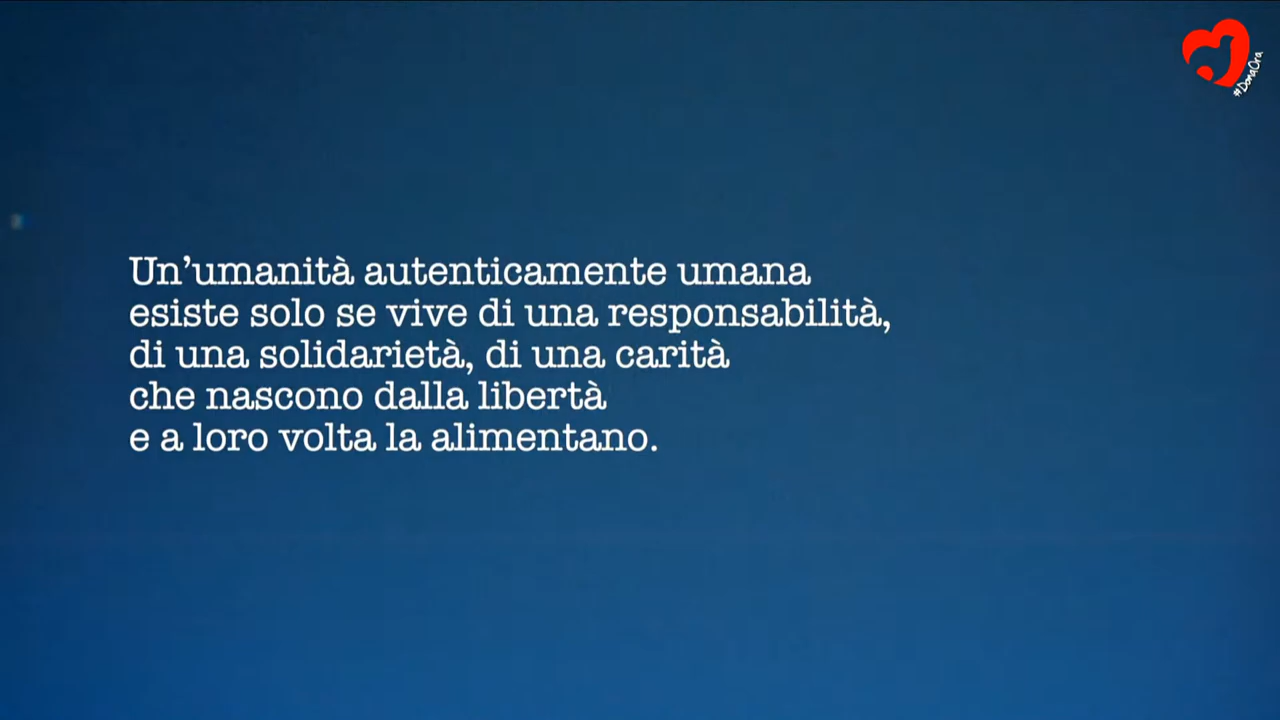 #DonaOra
Un’umanità autenticamente umana
esiste solo se vive di una responsabilità,
di una solidarietà, di una carità
che nascono dalla libertà
e a loro volta la alimentano.